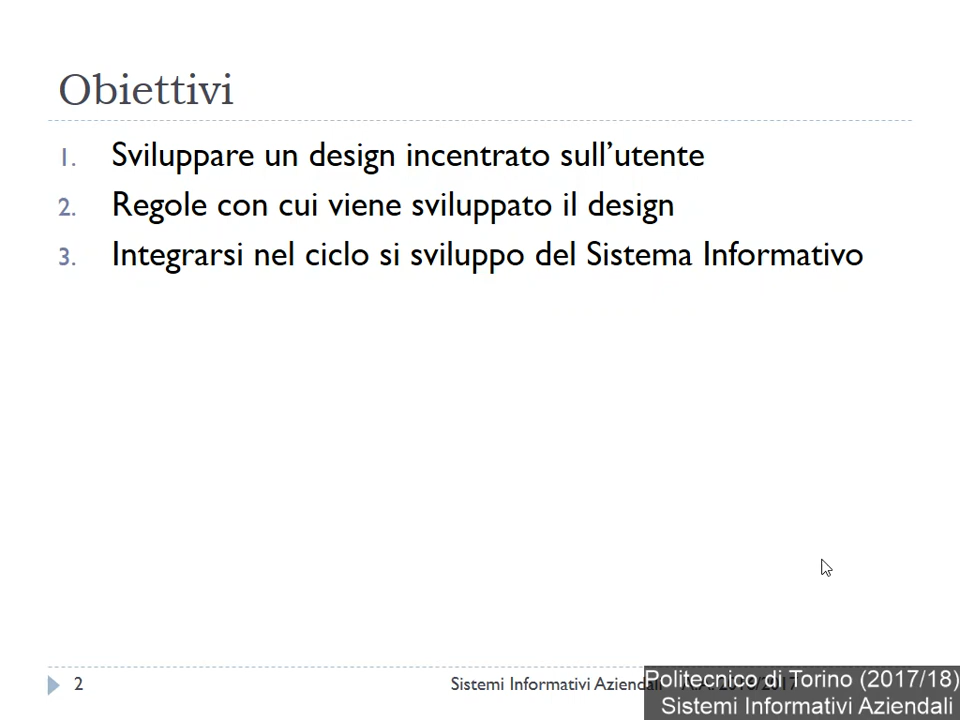 Obiettivi
1. Sviluppare un design incentrato sull’utente
2. Regole con cui viene sviluppato il design
3. Integrarsi nel ciclo si sviluppo del Sistema Informativo
2
Sistemi Informativi Aziendali
Politecnico di Torino (2017/18)
Sistemi Informativi Aziendali